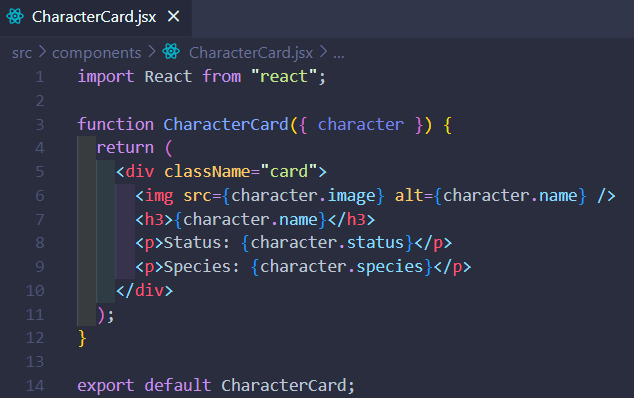 CharacterCard.jsx ×
src > components > CharacterCard.jsx > ...
1 import React from "react";
2
3 function CharacterCard({ character }) {
4   return (
5     <div className="card">
6       <img src={character.image} alt={character.name} />
7       <h3>{character.name}</h3>
8       <p>Status: {character.status}</p>
9       <p>Species: {character.species}</p>
10     </div>
11   );
12 }
13
14 export default CharacterCard;